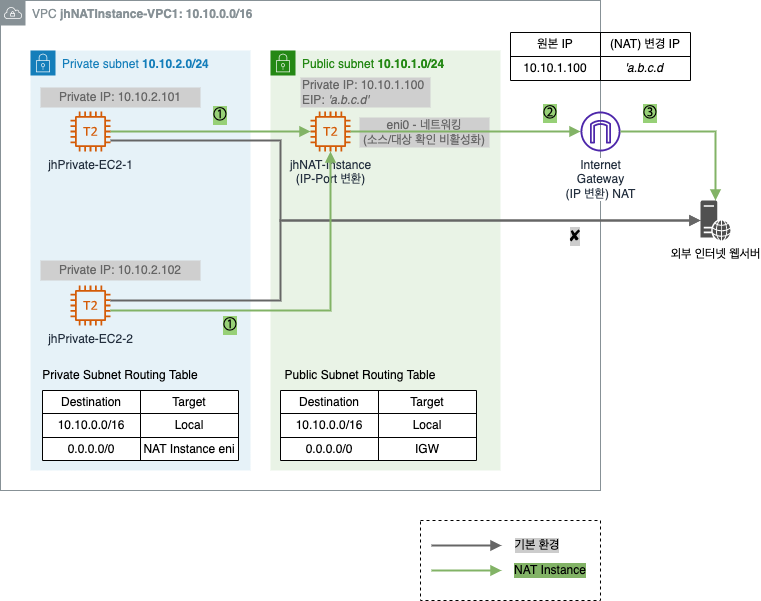 VPC jhNATInstance-VPC1: 10.10.0.0/16
원본 IP
(NAT) 변경 IP
10.10.1.100
'a.b.c.d
Private subnet 10.10.2.0/24
Public subnet 10.10.1.0/24
Private IP: 10.10.1.100
EIP: 'a.b.c.d'
Private IP: 10.10.2.101
①
②
③
T2
T2
eni0 - 네트워킹
(소스/대상 확인 비활성화)
jhPrivate-EC2-1
jhNAT-Instance
(IP-Port 변환)
Internet
Gateway
(IP 변환) NAT
✘
외부 인터넷 웹서버
Private IP: 10.10.2.102
T2
①
jhPrivate-EC2-2
Private Subnet Routing Table
Destination
Target
10.10.0.0/16
Local
0.0.0.0/0
NAT Instance eni
Public Subnet Routing Table
Destination
Target
10.10.0.0/16
Local
0.0.0.0/0
IGW
기본 환경
NAT Instance